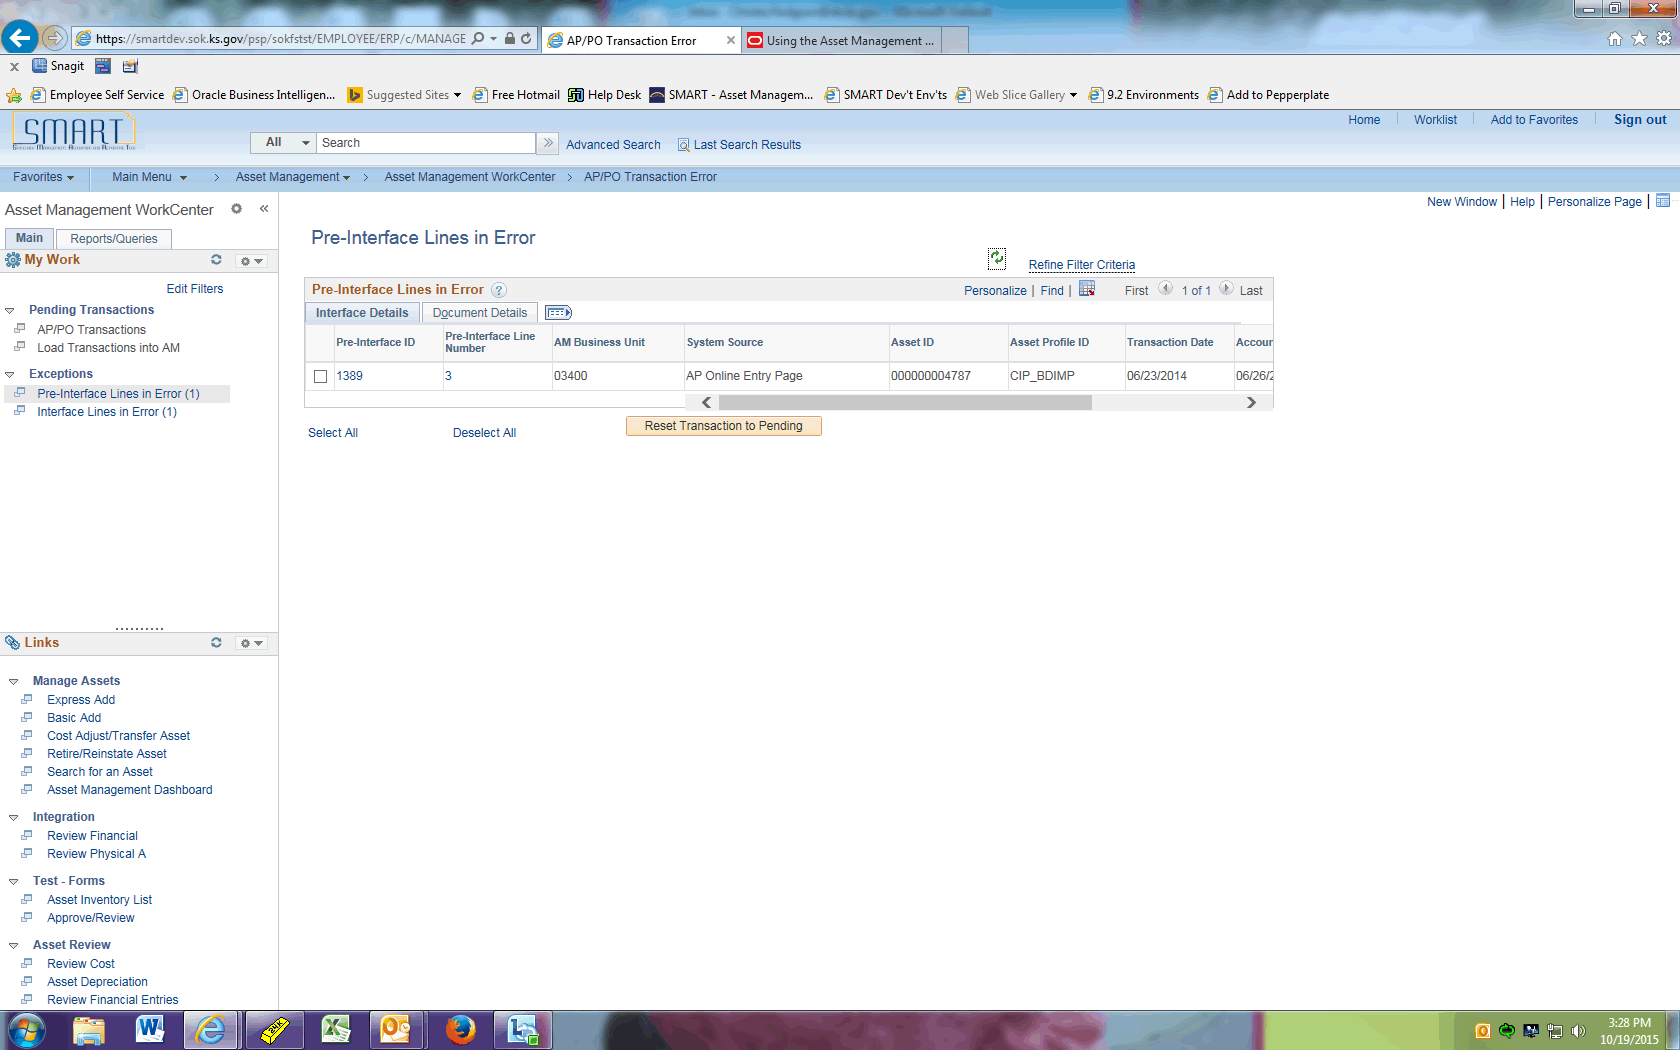 https://smartdev.sok.ks.gov/psp/sokfstst/EMPLOYEE/ERP/c/MANAGE
AP/PO Transaction Error
Using the Asset Management ...
x Snagit
Employee Self Service
Oracle Business Intelligen...
Suggested Sites
Free Hotmail
Help Desk
SMART - Asset Managem...
SMART Dev't Env'ts
Web Slice Gallery
9.2 Environments
Add to Pepperplate
SMART
Home
Worklist
Add to Favorites
Sign out
All
Search
Advanced Search
Last Search Results
Favorites
Main Menu
>
Asset Management
>
Asset Management WorkCenter
>
AP/PO Transaction Error
New Window | Help | Personalize Page |
Asset Management WorkCenter
«
Main
Reports/Queries
My Work
Edit Filters
Pending Transactions
AP/PO Transactions
Load Transactions into AM
Exceptions
Pre-Interface Lines in Error (1)
Interface Lines in Error (1)
Links
Manage Assets
Express Add
Basic Add
Cost Adjust/Transfer Asset
Retire/Reinstate Asset
Search for an Asset
Asset Management Dashboard
Integration
Review Financial
Review Physical A
Test - Forms
Asset Inventory List
Approve/Review
Asset Review
Review Cost
Asset Depreciation
Review Financial Entries
Pre-Interface Lines in Error
Refine Filter Criteria
Pre-Interface Lines in Error ?
Personalize | Find |
First
1 of 1
Last
Interface Details
Document Details
Pre-Interface ID
Pre-Interface Line Number
AM Business Unit
System Source
Asset ID
Asset Profile ID
Transaction Date
Accoun
1389
3
03400
AP Online Entry Page
000000004787
CIP_BDIMP
06/23/2014
06/26/2
Select All
Deselect All
Reset Transaction to Pending
3:28 PM
10/19/2015